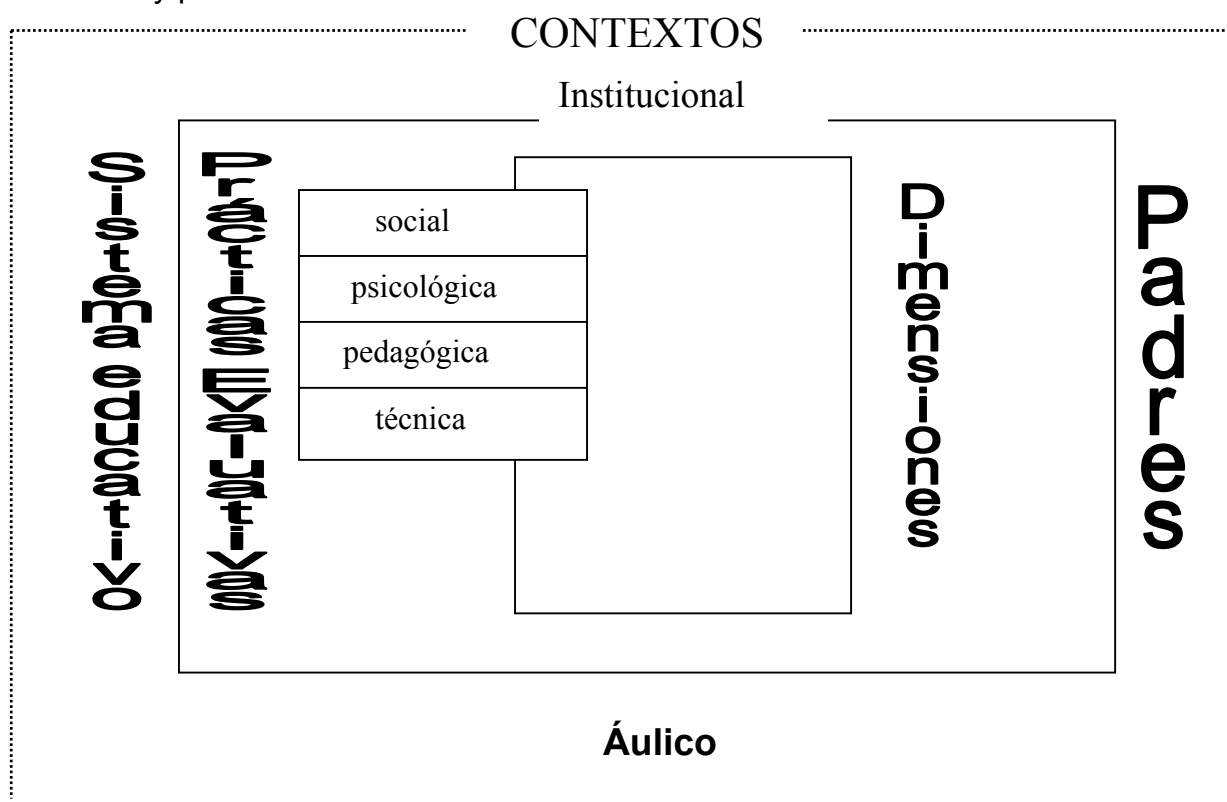 CONTEXTOS
Institucional
Sistema educativo
Prácticas Evaluativas
social
psicológica
pedagógica
técnica
Dimensiones
Padres
Áulico